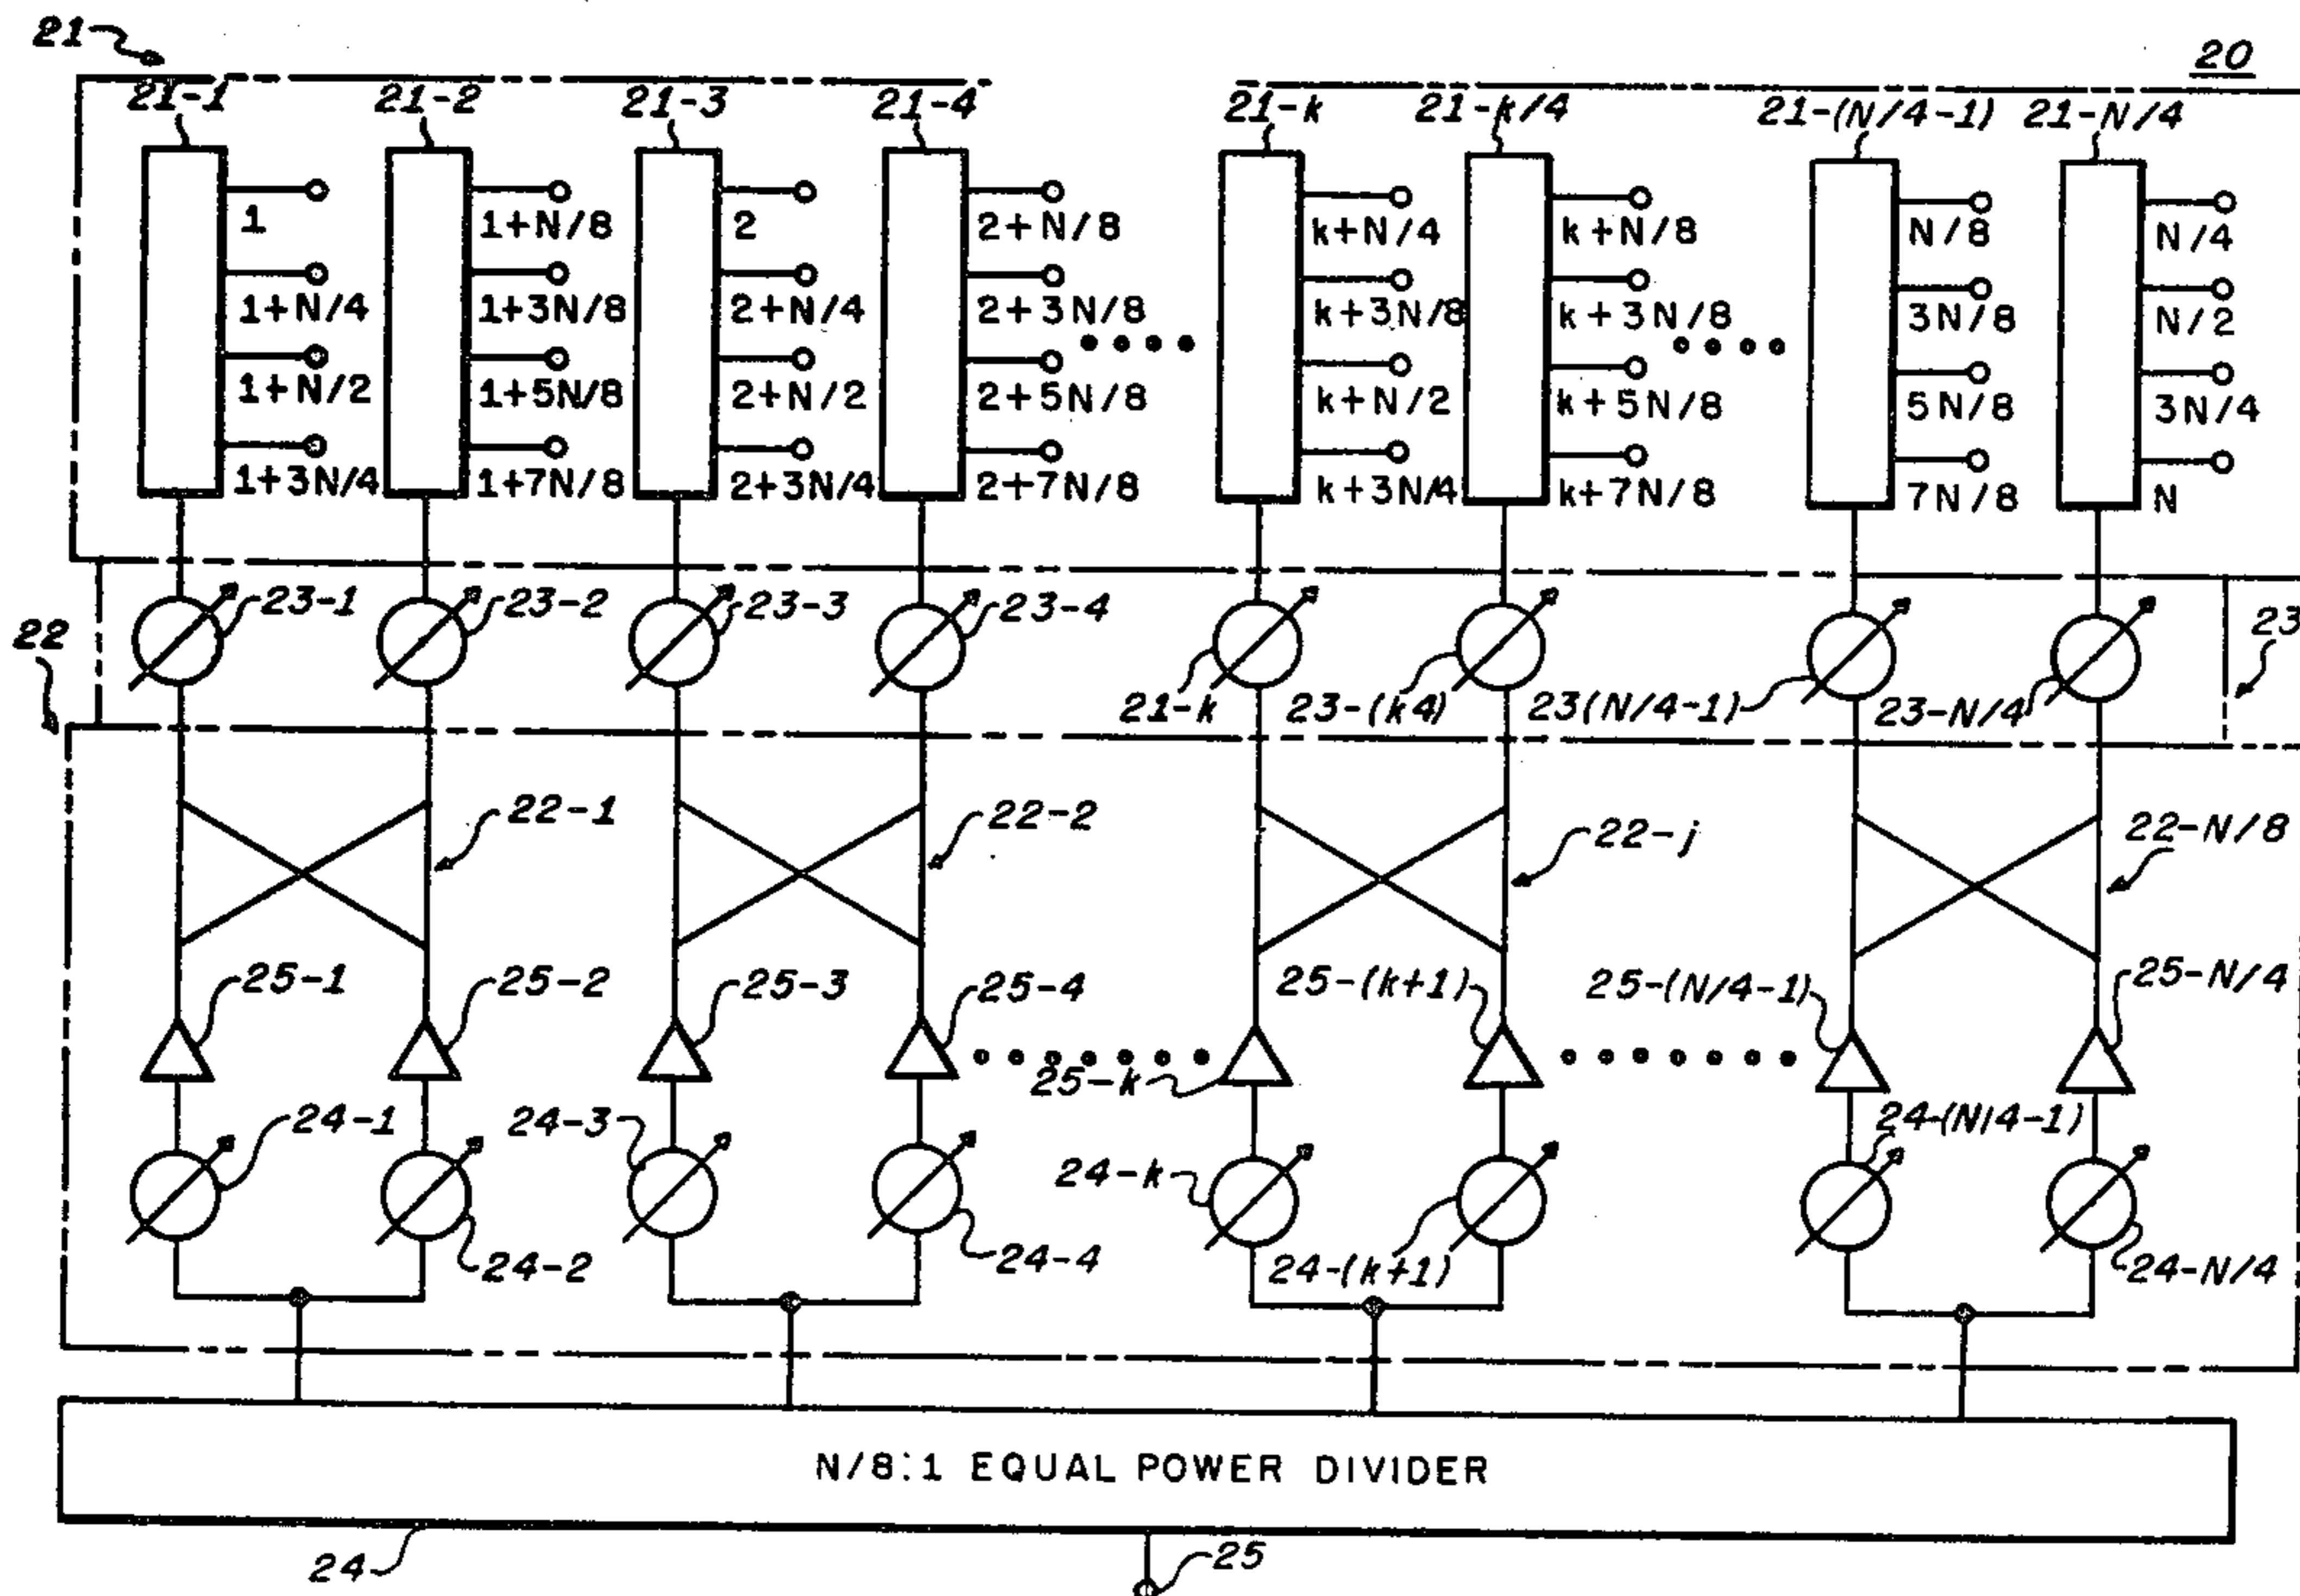 21
20
21-1
21-2
21-3
21-4
21-k
21-k/4
21-(N/4-1)
21-N/4
1
1+N/4
1+N/2
1+3N/4
1+N/8
1+3N/8
1+5N/8
1+7N/8
2
2+N/4
2+N/2
2+3N/4
2+N/8
2+3N/8
2+5N/8
2+7N/8
k+N/4
k+3N/8
k+N/2
k+3N/4
k+N/8
k+3N/8
k+5N/8
k+7N/8
N/8
3N/8
5N/8
7N/8
N/4
N/2
3N/4
N
22
23-1
23-2
23-3
23-4
21-k
23-(k4)
23(N/4-1)
23-N/4
23
22-1
22-2
22-j
22-N/8
25-1
25-2
25-3
25-4
25-k
25-(k+1)
25-(N/4-1)
25-N/4
24-1
24-2
24-3
24-4
24-k
24-(k+1)
24-(N/4-1)
24-N/4
N/8:1 EQUAL POWER DIVIDER
24
25